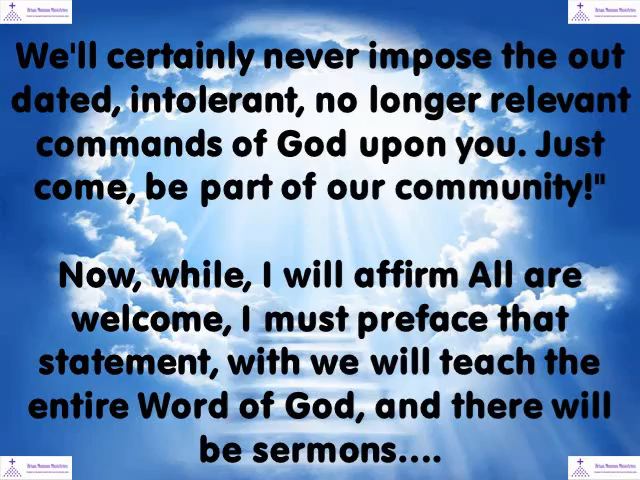 We'll certainly never impose the out
dated, intolerant, no longer relevant
commands of God upon you. Just
come, be part of our community!"
Now, while, I will affirm All are
welcome, I must preface that
statement, with we will teach the
entire Word of God, and there will
be sermons....